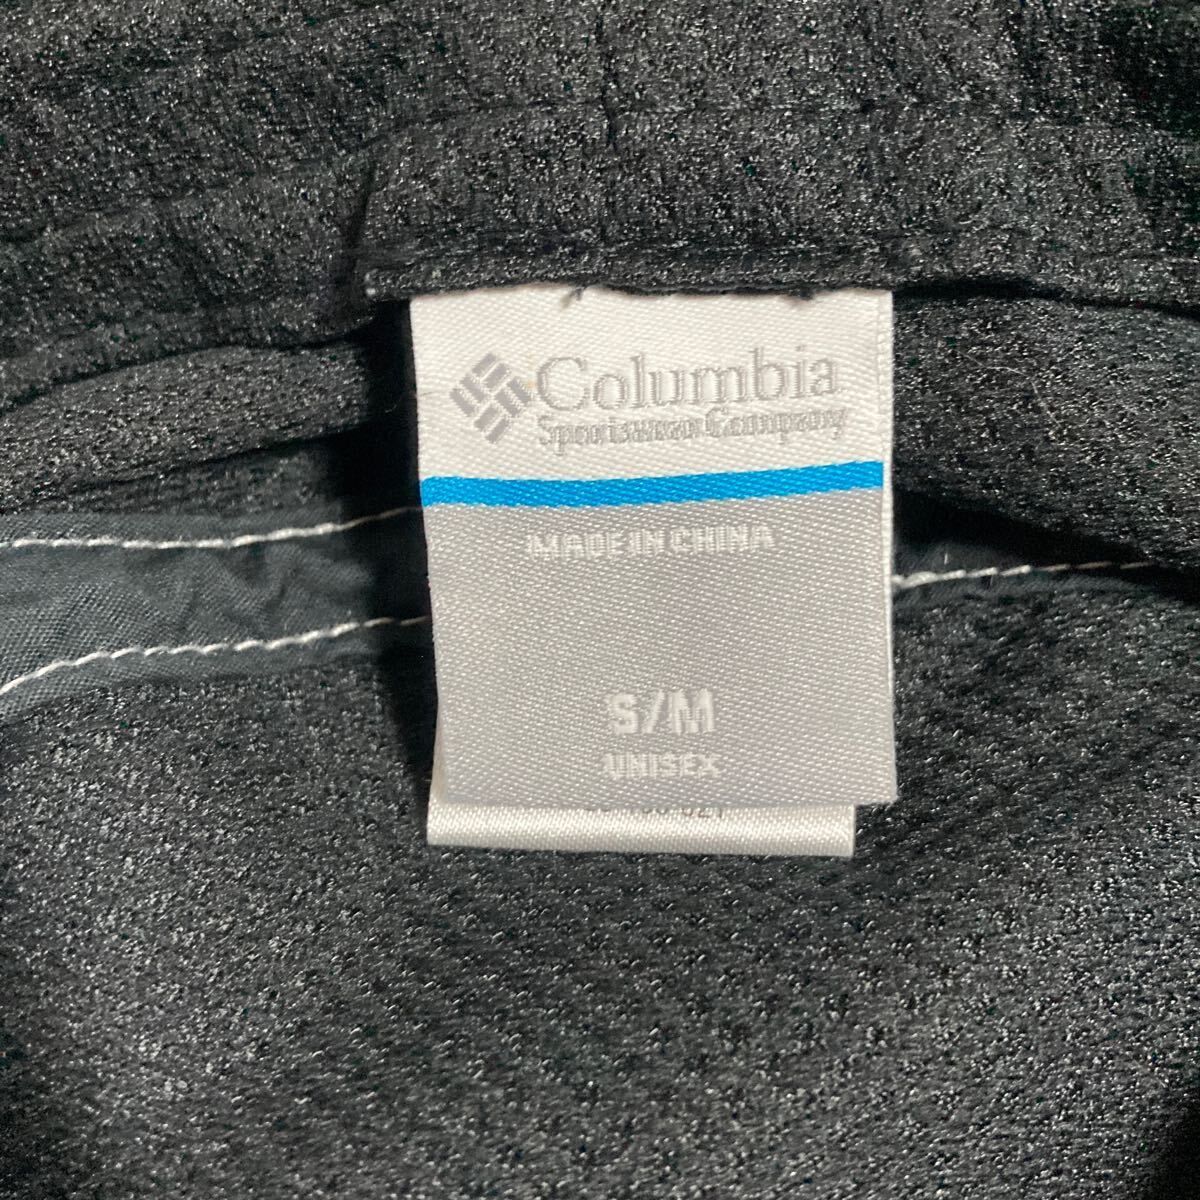 Columbia
Sportswear Company
MADE IN CHINA
S/M
UNISEX